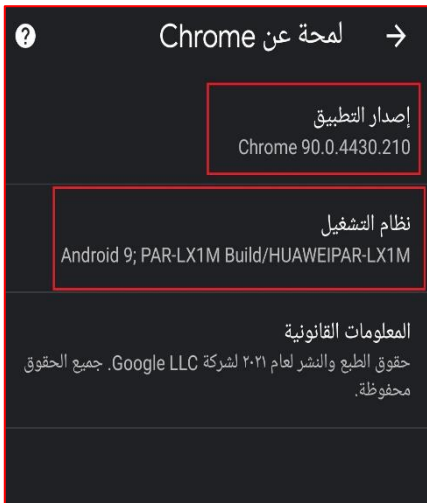 لمحة عن Chrome
إصدار التطبيق
Chrome 90.0.4430.210
نظام التشغيل
Android 9; PAR-LX1M Build/HUAWEIPAR-LX1M
المعلومات القانونية
حقوق الطبع والنشر لعام ٢٠٢١ لشركة Google LLC. جميع الحقوق
محفوظة.